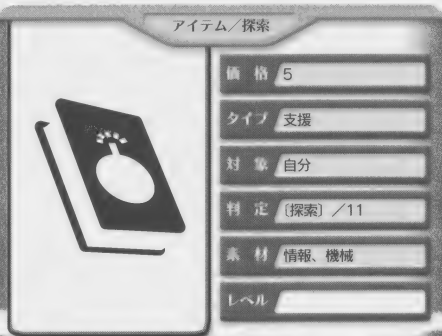 アイテム／探索
価格 5
タイプ 支援
対象 自分
判定 〔探索〕／11
素材 情報、機械
レベル